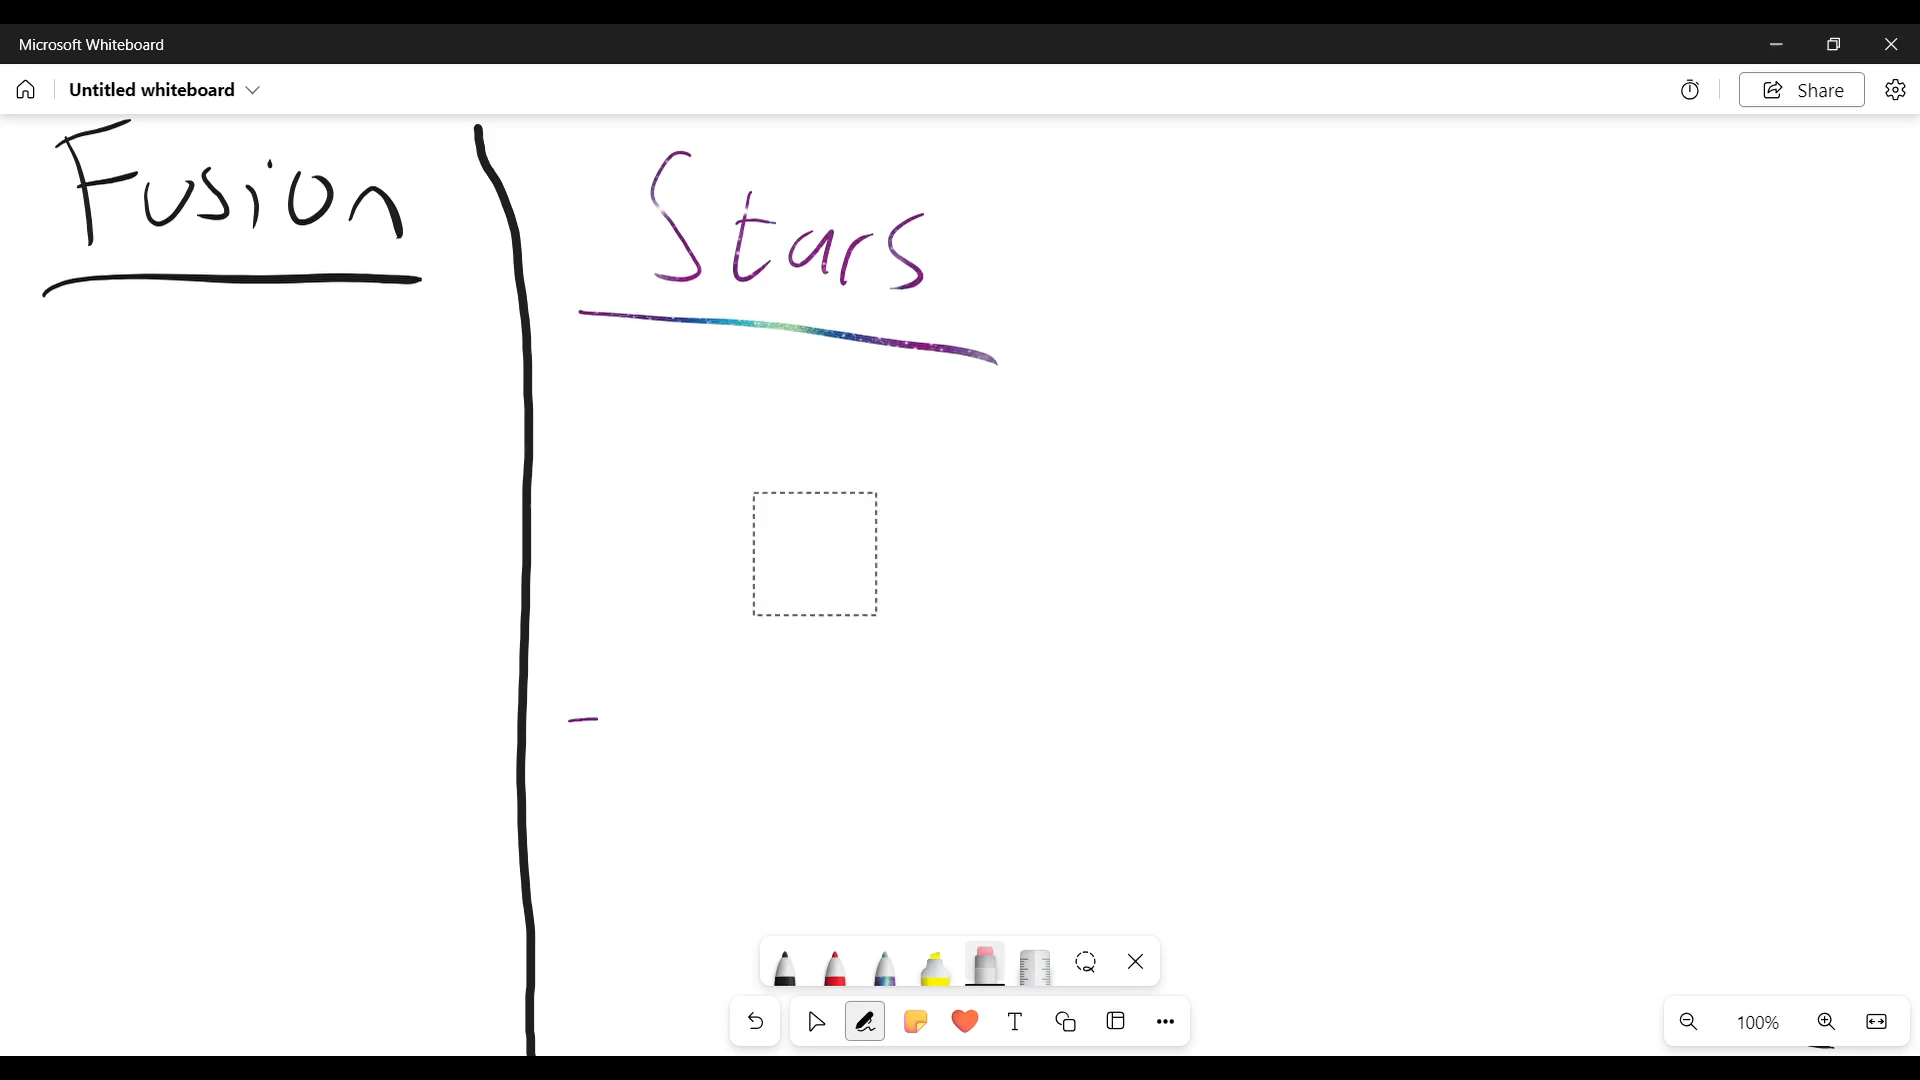 Microsoft Whiteboard
Untitled whiteboard
Share
Fusion
Stars
100%